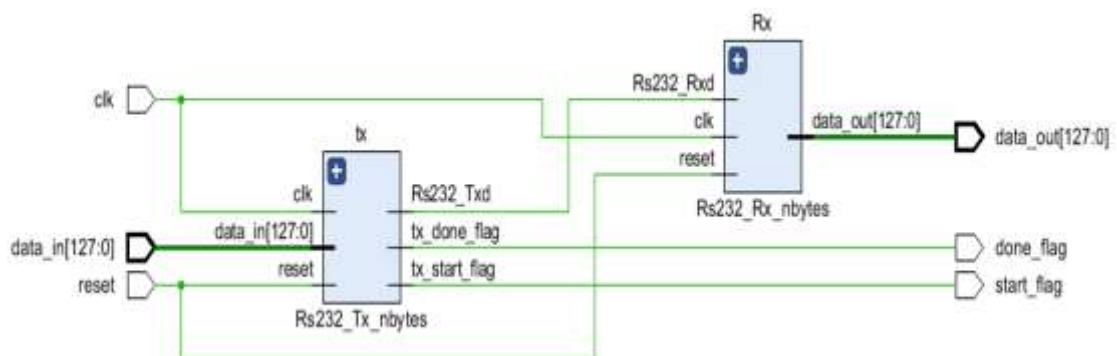 Rx
Rs232_Rxd
clk
clk
data_out[127:0]
data_out[127:0]
tx
reset
Rs232_Rx_nbytes
clk
Rs232_Txd
data_in[127:0]
data_in[127:0]
tx_done_flag
done_flag
reset
reset
tx_start_flag
start_flag
Rs232_Tx_nbytes